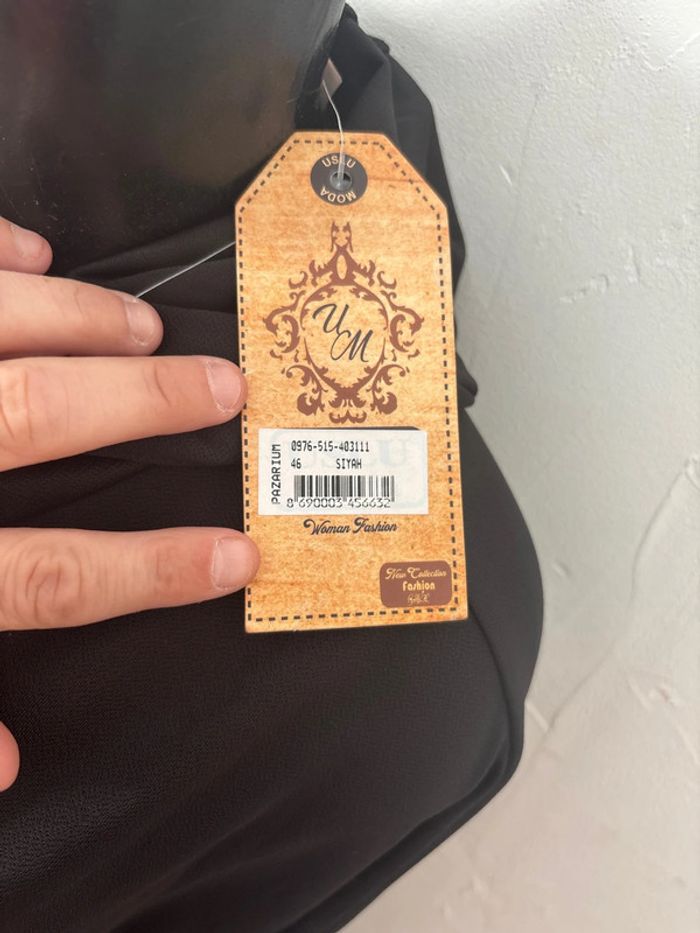 USLU
MODA
UM
PAZARIUM
0976-515-403111
46 SIYAH
8 690003 456632
Woman Fashion
New Collection
Fashion